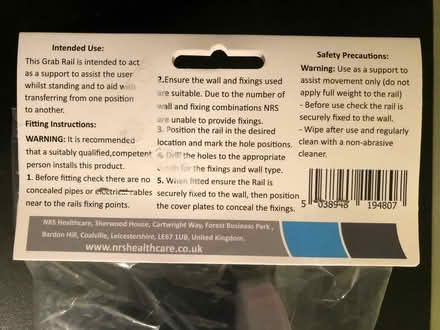 Intended Use:
This Grab Rail is intended to act
as a support to assist the user
whilst standing and to aid with
transferring from one position
to another.
Fitting Instructions:
WARNING: It is recommended
that a suitably qualified,competent
person installs this product.
1. Before fitting check there are no
concealed pipes or electrical cables
near to the rails fixing points.
2.Ensure the wall and fixings used
are suitable. Due to the number of
wall and fixing combinations NRS
are unable to provide fixings.
3. Position the rail in the desired
location and mark the hole positions.
4. Drill the holes to the appropriate
depth for the fixings and wall type.
5. When fitted ensure the Rail is
securely fixed to the wall, then position
the cover plates to conceal the fixings.
Safety Precautions:
Warning: Use as a support to
assist movement only (do not
apply full weight to the rail)
- Before use check the rail is
securely fixed to the wall.
- Wipe after use and regularly
clean with a non-abrasive
cleaner.
5 038948 194807
NRS Healthcare, Sherwood House, Cartwright Way, Forest Business Park ,
Bardon Hill, Coalville, Leicestershire, LE67 1UB, United Kingdom.
www.nrshealthcare.co.uk